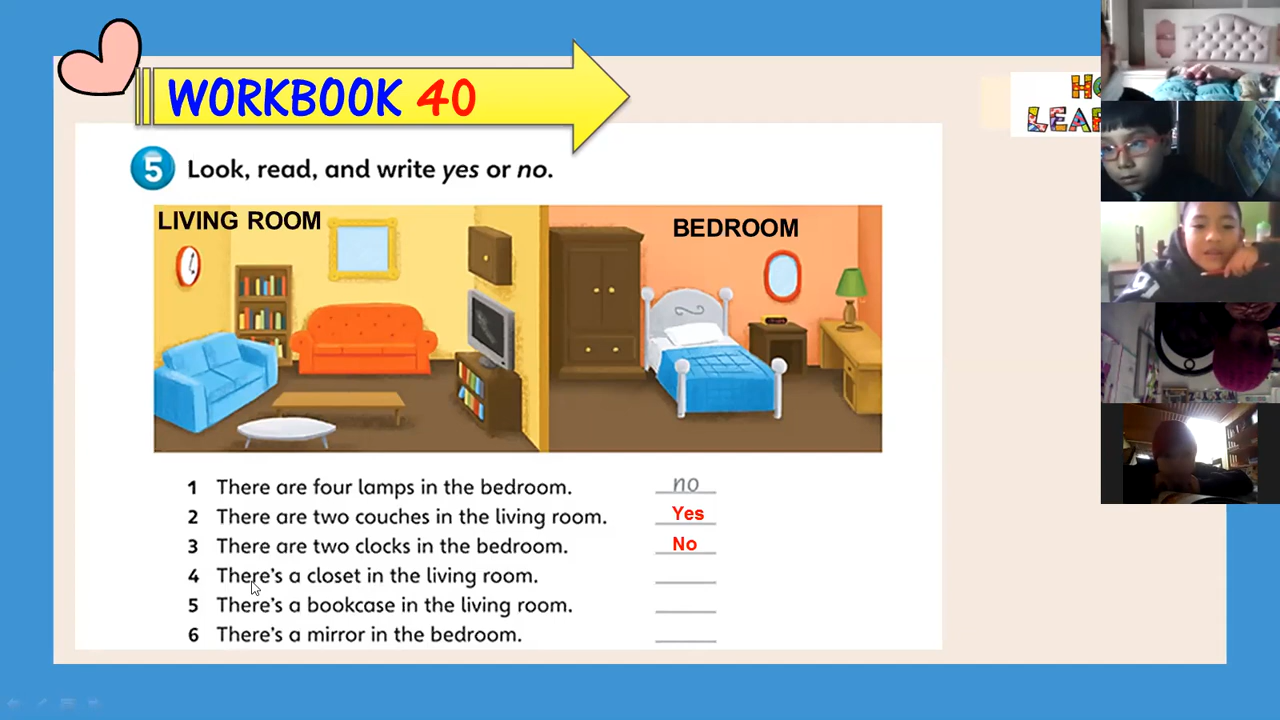 WORKBOOK 40
5 Look, read, and write yes or no.
LIVING ROOM
BEDROOM
1 There are four lamps in the bedroom. no
2 There are two couches in the living room. Yes
3 There are two clocks in the bedroom. No
4 There's a closet in the living room.
5 There's a bookcase in the living room.
6 There's a mirror in the bedroom.